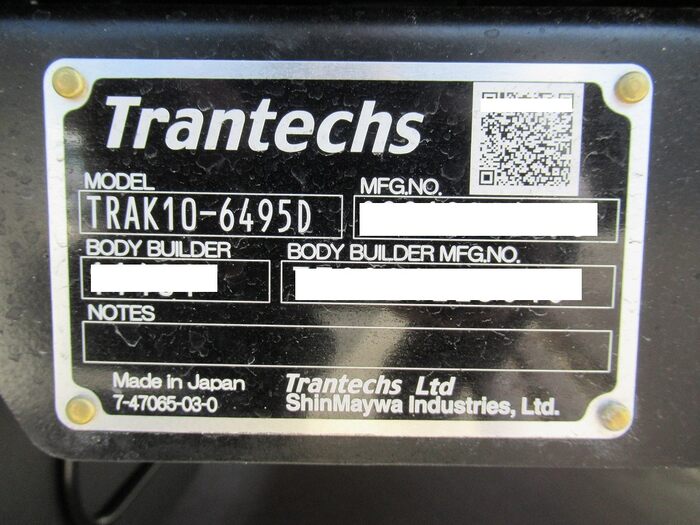 Trantechs
MODEL
MFG.NO.
TRAK10-6495D
BODY BUILDER
BODY BUILDER MFG.NO.
NOTES
Made in Japan
Trantechs Ltd
7-47065-03-0
ShinMaywa Industries, Ltd.